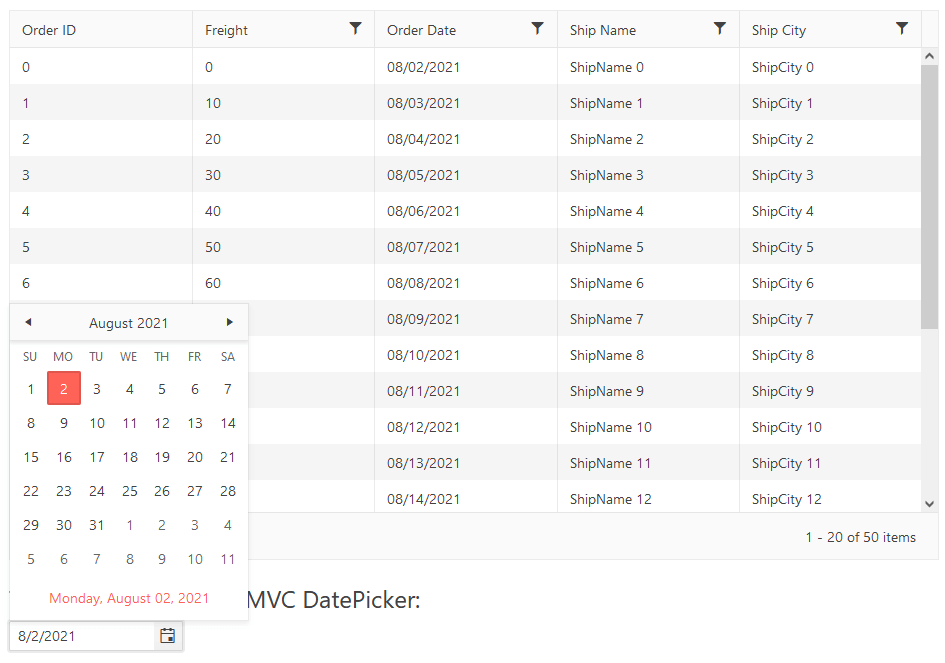 Order ID Freight Order Date Ship Name Ship City
0 0 08/02/2021 ShipName 0 ShipCity 0
1 10 08/03/2021 ShipName 1 ShipCity 1
2 20 08/04/2021 ShipName 2 ShipCity 2
3 30 08/05/2021 ShipName 3 ShipCity 3
4 40 08/06/2021 ShipName 4 ShipCity 4
5 50 08/07/2021 ShipName 5 ShipCity 5
6 60 08/08/2021 ShipName 6 ShipCity 6
08/09/2021 ShipName 7 ShipCity 7
08/10/2021 ShipName 8 ShipCity 8
08/11/2021 ShipName 9 ShipCity 9
08/12/2021 ShipName 10 ShipCity 10
08/13/2021 ShipName 11 ShipCity 11
08/14/2021 ShipName 12 ShipCity 12
1 - 20 of 50 items
August 2021
SU MO TU WE TH FR SA
1 2 3 4 5 6 7
8 9 10 11 12 13 14
15 16 17 18 19 20 21
22 23 24 25 26 27 28
29 30 31 1 2 3 4
5 6 7 8 9 10 11
Monday, August 02, 2021
MVC DatePicker:
8/2/2021